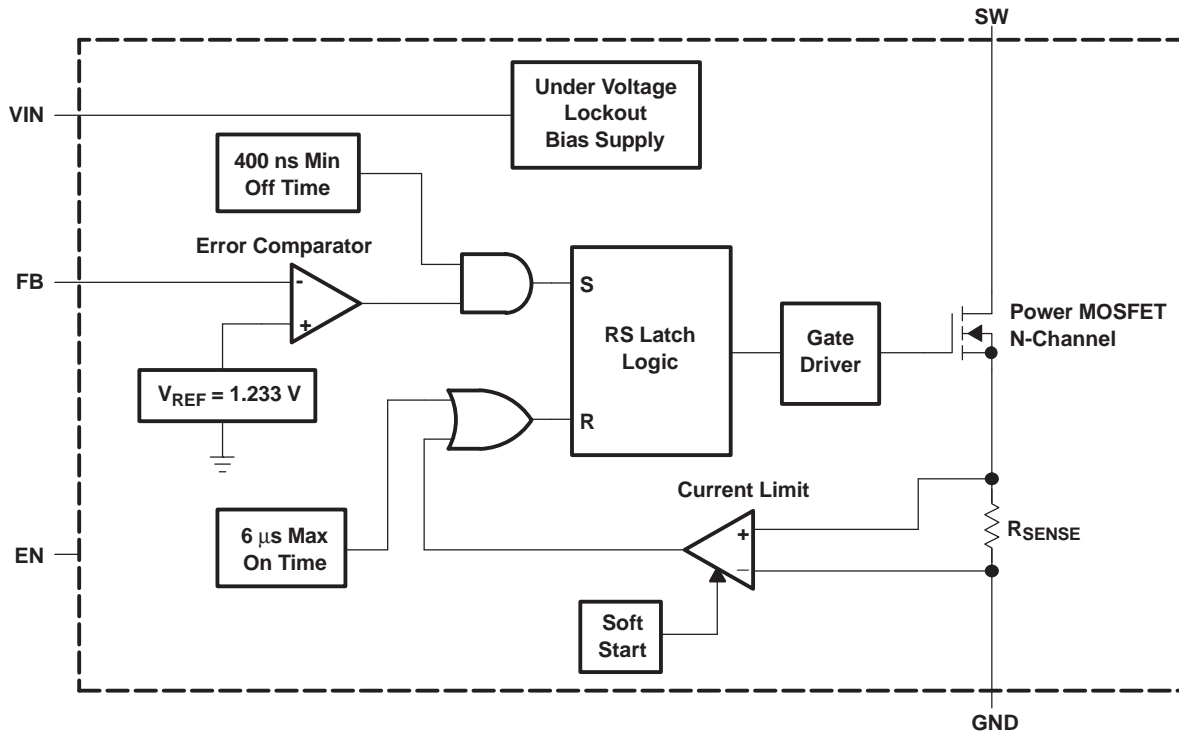 SW
Under Voltage
Lockout
Bias Supply
VIN
400 ns Min
Off Time
Error Comparator
FB
-
+
S
RS Latch
Logic
Gate
Driver
Power MOSFET
N-Channel
VREF = 1.233 V
R
Current Limit
6 μs Max
On Time
EN
+
–
RSENSE
Soft
Start
GND